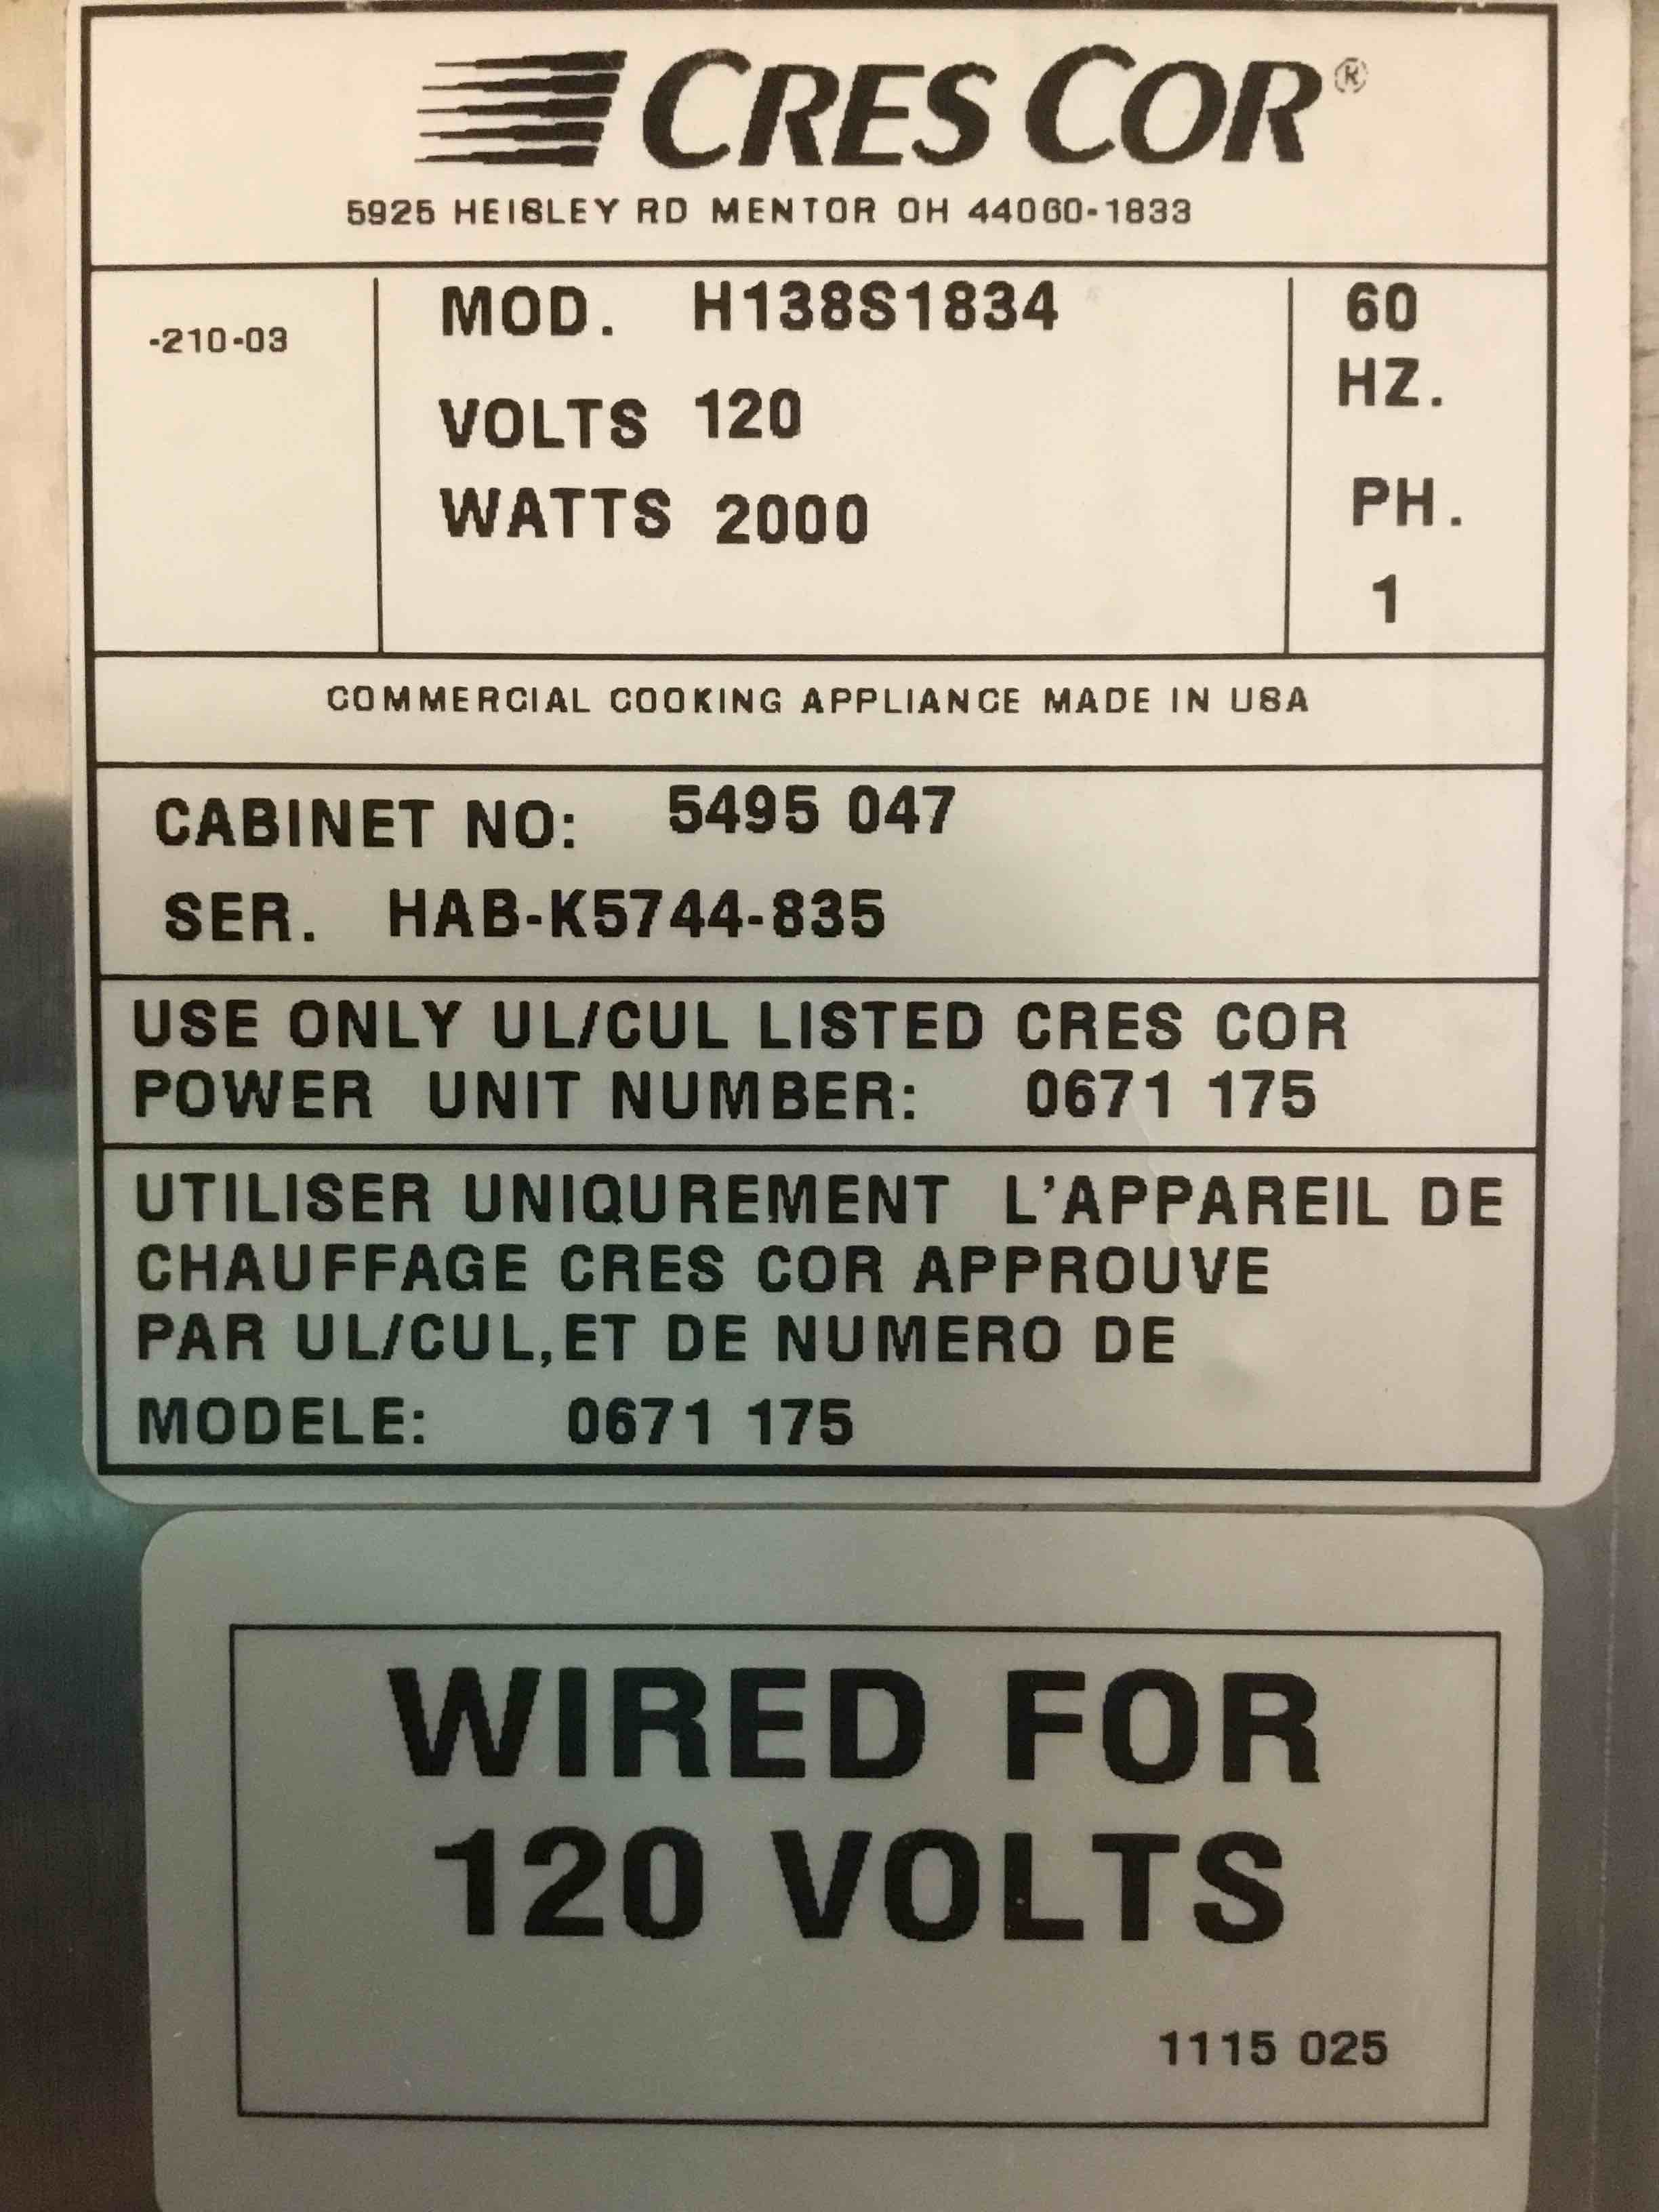 CRES COR®
5925 HEISLEY RD MENTOR OH 44060-1833
-210-03
MOD. H138S1834
VOLTS 120
WATTS 2000
60
HZ.
PH.
1
COMMERCIAL COOKING APPLIANCE MADE IN USA
CABINET NO: 5495 047
SER. HAB-K5744-835
USE ONLY UL/CUL LISTED CRES COR
POWER UNIT NUMBER: 0671 175
UTILISER UNIQUREMENT L'APPAREIL DE
CHAUFFAGE CRES COR APPROUVE
PAR UL/CUL,ET DE NUMERO DE
MODELE: 0671 175
WIRED FOR
120 VOLTS
1115 025